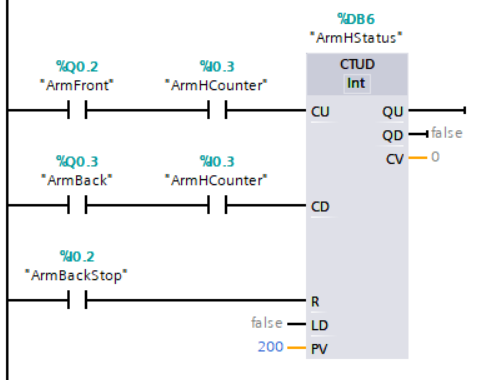 %DB6
"ArmHStatus"
%Q0.2
"ArmFront"
%I0.3
"ArmHCounter"
CTUD
Int
CU
QU
QD
false
CV
0
%Q0.3
"ArmBack"
%I0.3
"ArmHCounter"
CD
%I0.2
"ArmBackStop"
R
false
LD
200
PV